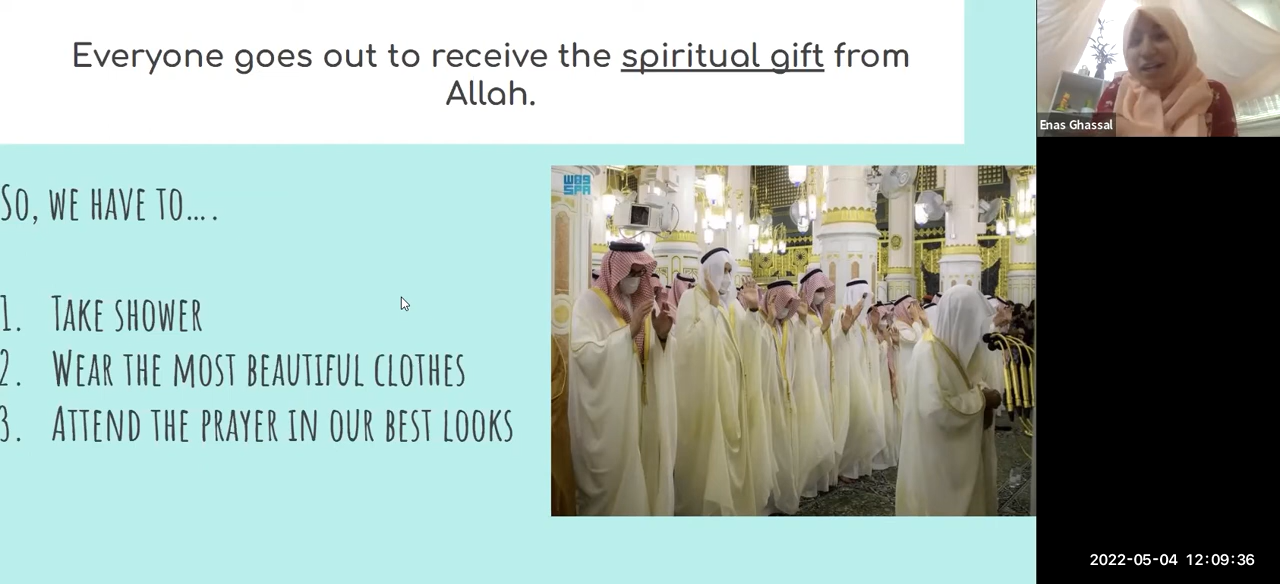 Everyone goes out to receive the spiritual gift from
Allah.
So, we have to....
1. Take shower
2. Wear the most beautiful clothes
3. Attend the prayer in our best looks
واس
SPA
Enas Ghassal
2022-05-04 12:09:36